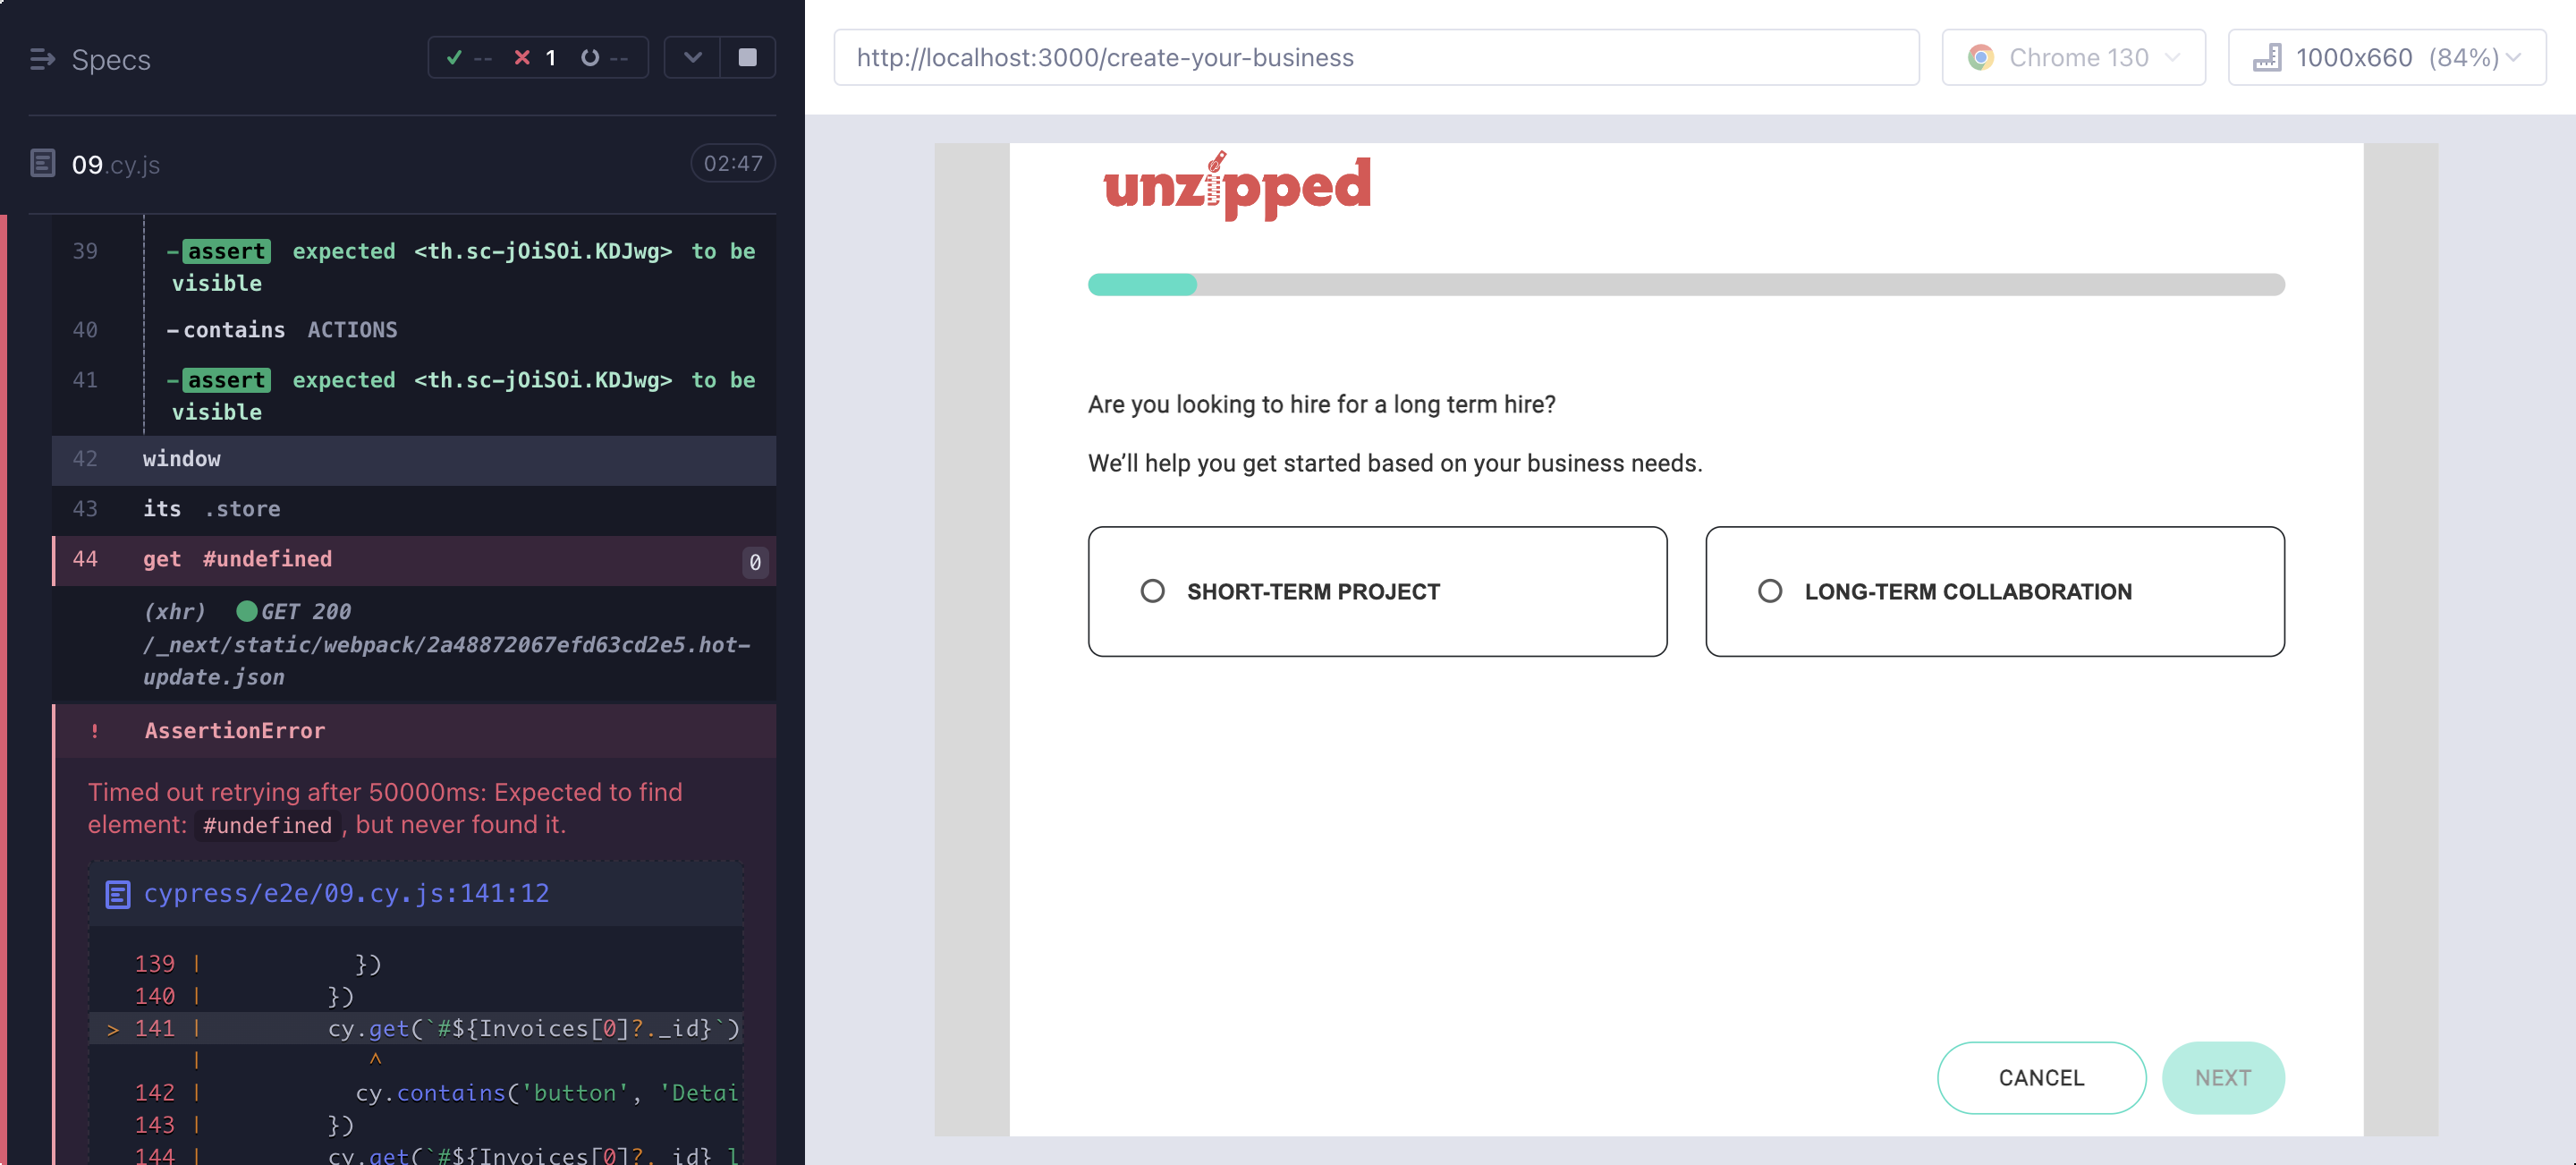 Specs
-- 1 --
09.cy.js
02:47
39 -assert expected <th.sc-jOiSOi.KDJwg> to be
visible
40 -contains ACTIONS
41 -assert expected <th.sc-jOiSOi.KDJwg> to be
visible
42 window
43 its .store
44 get #undefined 0
(xhr) GET 200
/_next/static/webpack/2a48872067efd63cd2e5.hot-
update.json
! AssertionError
Timed out retrying after 50000ms: Expected to find
element: #undefined, but never found it.
cypress/e2e/09.cy.js:141:12
139 | })
140 | })
> 141 | cy.get(`#${Invoices[0]?._id}`)
| ^
142 | cy.contains('button', 'Detai
143 | })
144 | cy.get(`#${Invoices[0]?._id} l
http://localhost:3000/create-your-business
Chrome 130
1000x660 (84%)
unzipped
Are you looking to hire for a long term hire?
We’ll help you get started based on your business needs.
SHORT-TERM PROJECT
LONG-TERM COLLABORATION
CANCEL
NEXT